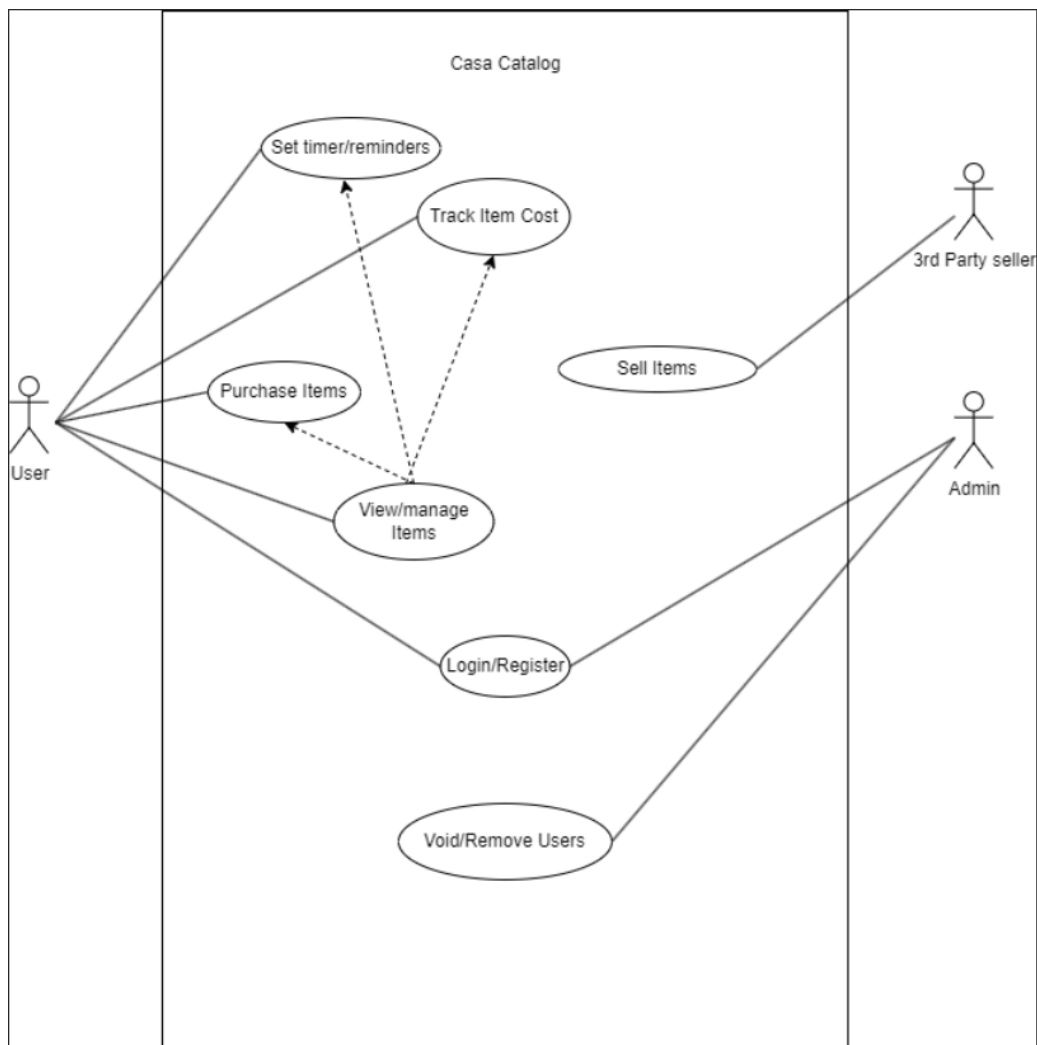 Casa Catalog
Set timer/reminders
Track Item Cost
3rd Party seller
Sell Items
Purchase Items
User
Admin
View/manage
Items
Login/Register
Void/Remove Users